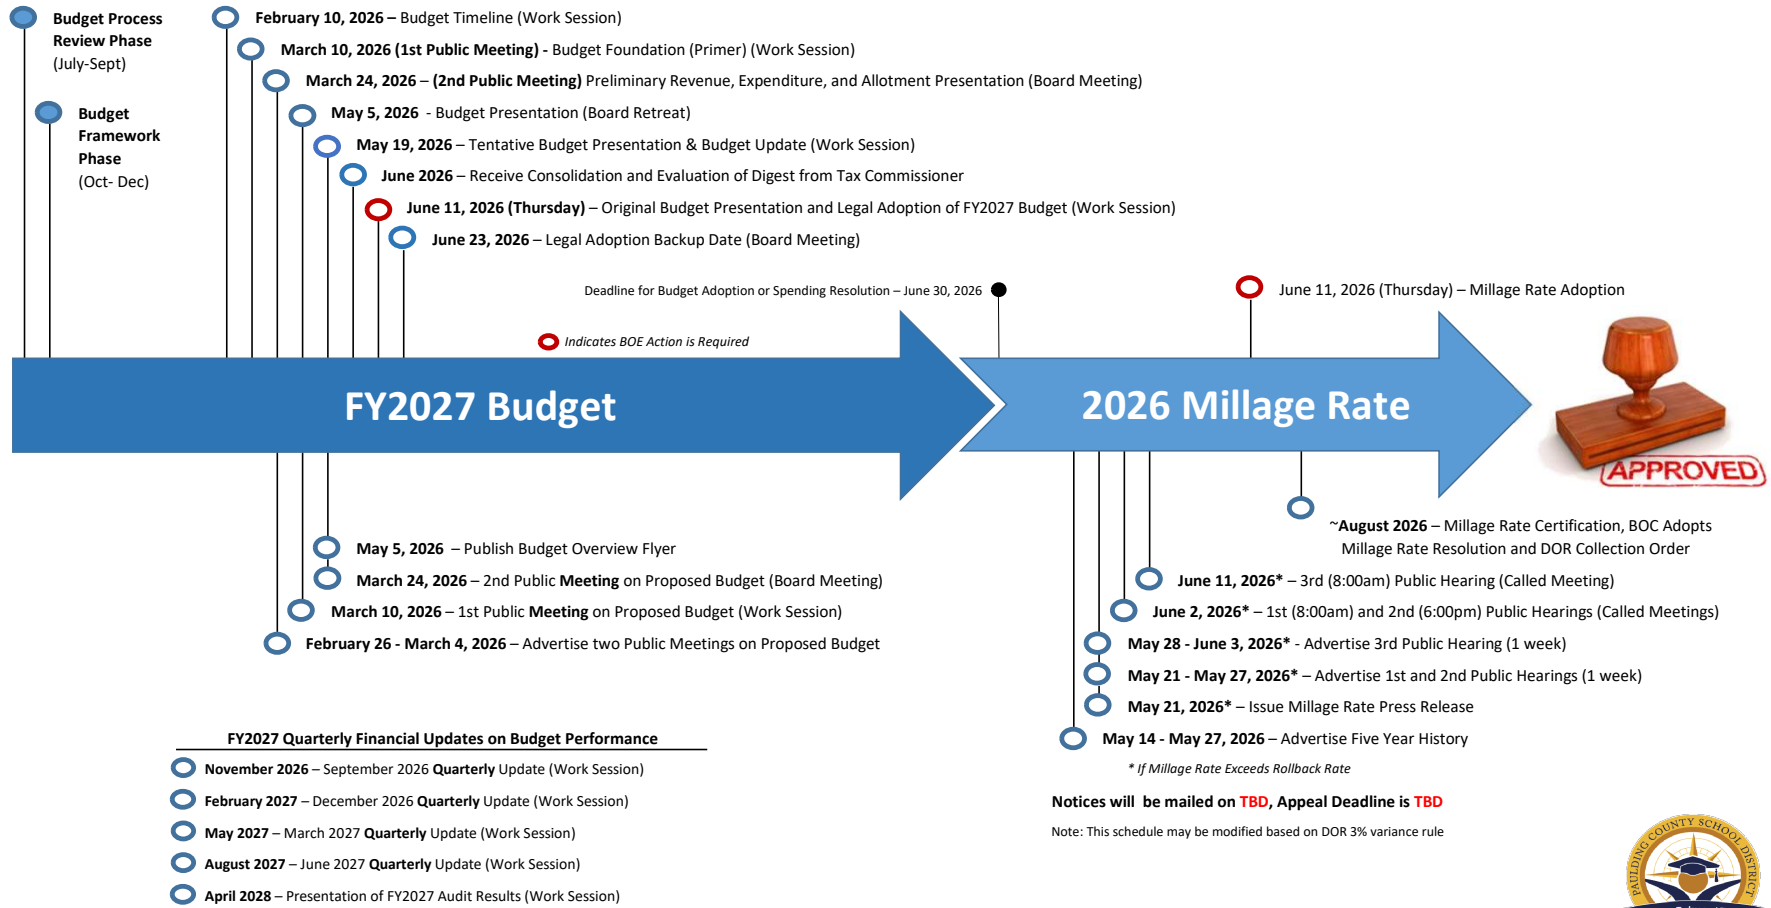 Budget Process
Review Phase
(July-Sept)
Budget
Framework
Phase
(Oct- Dec)
February 10, 2026 – Budget Timeline (Work Session)
March 10, 2026 (1st Public Meeting) - Budget Foundation (Primer) (Work Session)
March 24, 2026 – (2nd Public Meeting) Preliminary Revenue, Expenditure, and Allotment Presentation (Board Meeting)
May 5, 2026 - Budget Presentation (Board Retreat)
May 19, 2026 – Tentative Budget Presentation & Budget Update (Work Session)
June 2026 – Receive Consolidation and Evaluation of Digest from Tax Commissioner
June 11, 2026 (Thursday) – Original Budget Presentation and Legal Adoption of FY2027 Budget (Work Session)
June 23, 2026 – Legal Adoption Backup Date (Board Meeting)
Deadline for Budget Adoption or Spending Resolution – June 30, 2026
June 11, 2026 (Thursday) – Millage Rate Adoption
Indicates BOE Action is Required
FY2027 Budget
2026 Millage Rate
APPROVED
May 5, 2026 – Publish Budget Overview Flyer
March 24, 2026 – 2nd Public Meeting on Proposed Budget (Board Meeting)
March 10, 2026 – 1st Public Meeting on Proposed Budget (Work Session)
February 26 - March 4, 2026 – Advertise two Public Meetings on Proposed Budget
~August 2026 – Millage Rate Certification, BOC Adopts
Millage Rate Resolution and DOR Collection Order
June 11, 2026* – 3rd (8:00am) Public Hearing (Called Meeting)
June 2, 2026* – 1st (8:00am) and 2nd (6:00pm) Public Hearings (Called Meetings)
May 28 - June 3, 2026* - Advertise 3rd Public Hearing (1 week)
May 21 - May 27, 2026* – Advertise 1st and 2nd Public Hearings (1 week)
May 21, 2026* – Issue Millage Rate Press Release
May 14 - May 27, 2026 – Advertise Five Year History
* If Millage Rate Exceeds Rollback Rate
Notices will be mailed on TBD, Appeal Deadline is TBD
Note: This schedule may be modified based on DOR 3% variance rule
FY2027 Quarterly Financial Updates on Budget Performance
November 2026 – September 2026 Quarterly Update (Work Session)
February 2027 – December 2026 Quarterly Update (Work Session)
May 2027 – March 2027 Quarterly Update (Work Session)
August 2027 – June 2027 Quarterly Update (Work Session)
April 2028 – Presentation of FY2027 Audit Results (Work Session)
PAULDING COUNTY SCHOOL DISTRICT